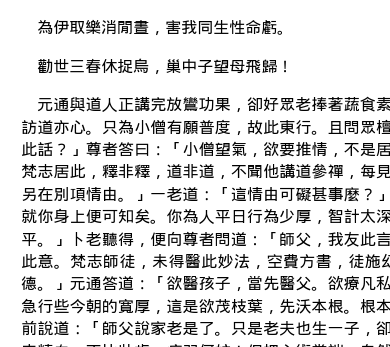 為伊取樂消閒晝，害我同生性命虧。
勸世三春休捉鳥，巢中子望母飛歸！
元通與道人正講完放鸞功果，卻好眾老捧著蔬食素
訪道亦心。只為小僧有願普度，故此東行。且問眾檀
此話？」尊者答曰：「小僧望氣，欲要推情，不是居
梵志居此，釋非釋，道非道，不聞他講道參禪，每見
另在別項情由。」一老道：「這情由可礙甚事麼？」
就你身上便可知矣。你為人平日行為少厚，智計太深
平。」卜老聽得，便向尊者問道：「師父，我友此言
此意。梵志師徒，未得醫此妙法，空費方書，徒施幻
德。」元通答道：「欲醫孩子，當先醫父。欲療凡私
急行些今朝的寬厚，這是欲茂枝葉，先沃本根。根本
前說道：「師父說家老是了。只是老夫也生一子，卻